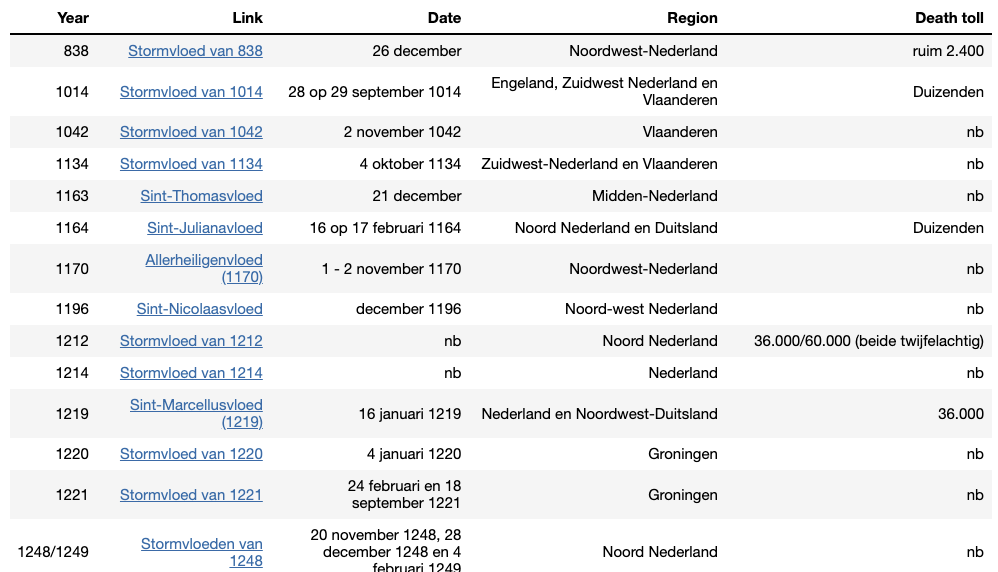 Year Link Date Region Death toll
838 Stormvloed van 838 26 december Noordwest-Nederland ruim 2.400
1014 Stormvloed van 1014 28 op 29 september 1014 Engeland, Zuidwest Nederland en
Vlaanderen Duizenden
1042 Stormvloed van 1042 2 november 1042 Vlaanderen nb
1134 Stormvloed van 1134 4 oktober 1134 Zuidwest-Nederland en Vlaanderen nb
1163 Sint-Thomasvloed 21 december Midden-Nederland nb
1164 Sint-Julianavloed 16 op 17 februari 1164 Noord Nederland en Duitsland Duizenden
1170 Allerheiligenvloed
(1170) 1 - 2 november 1170 Noordwest-Nederland nb
1196 Sint-Nicolaasvloed december 1196 Noord-west Nederland nb
1212 Stormvloed van 1212 nb Noord Nederland 36.000/60.000 (beide twijfelachtig)
1214 Stormvloed van 1214 nb Nederland nb
1219 Sint-Marcellusvloed
(1219) 16 januari 1219 Nederland en Noordwest-Duitsland 36.000
1220 Stormvloed van 1220 4 januari 1220 Groningen nb
1221 Stormvloed van 1221 24 februari en 18
september 1221 Groningen nb
1248/1249 Stormvloeden van
1248 20 november 1248, 28
december 1248 en 4
februari 1249 Noord Nederland nb